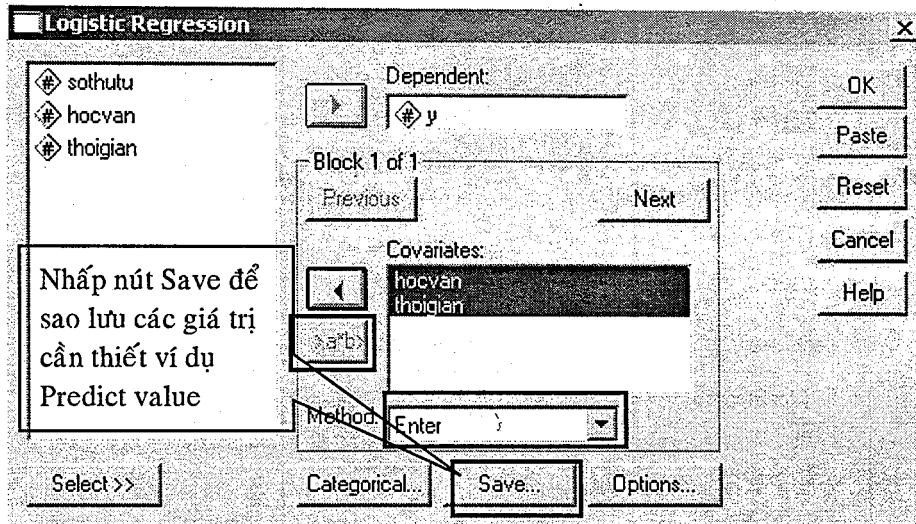 Logistic Regression
sothutu
hocvan
thoigian
Dependent:
y
Block 1 of 1
Previous
Next
Covariates:
hocvan
thoigian
>a*b>
Method:
Enter
Nhấp nút Save để
sao lưu các giá trị
cần thiết ví dụ
Predict value
Select >>
Categorical...
Save...
Options...
OK
Paste
Reset
Cancel
Help